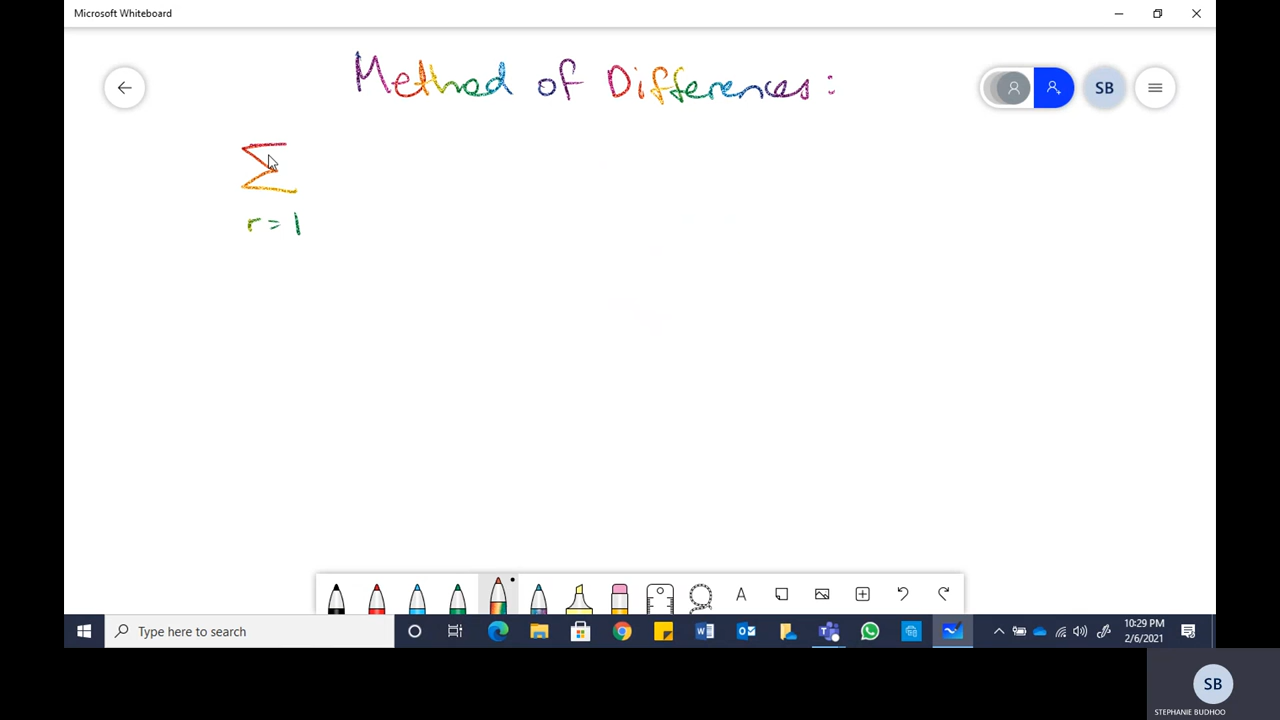 Microsoft Whiteboard
Method of Differences:
SB
Σ
r = 1
A
Type here to search
10:29 PM
2/6/2021
SB
STEPHANIE BUDHOO